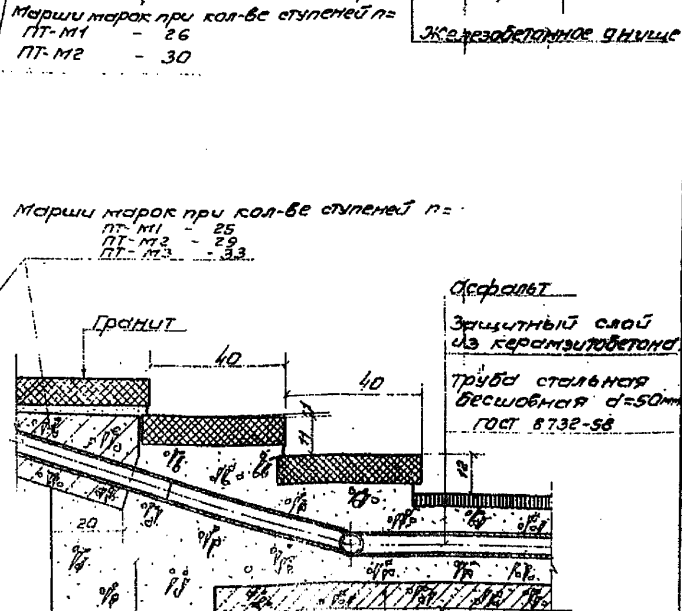 Марши марок при кол-ве ступеней n=
ПТ-М1 - 26
ПТ-М2 - 30
Железобетонное днище
Марши марок при кол-ве ступеней n=
ПТ-М1 - 25
ПТ-М2 - 29
ПТ-М3 - 33
Гранит
40
40
11
12
20
Асфальт
Защитный слой
из керамзитобетона
Труба стальная
бесшовная d=50мм
ГОСТ 8732-58